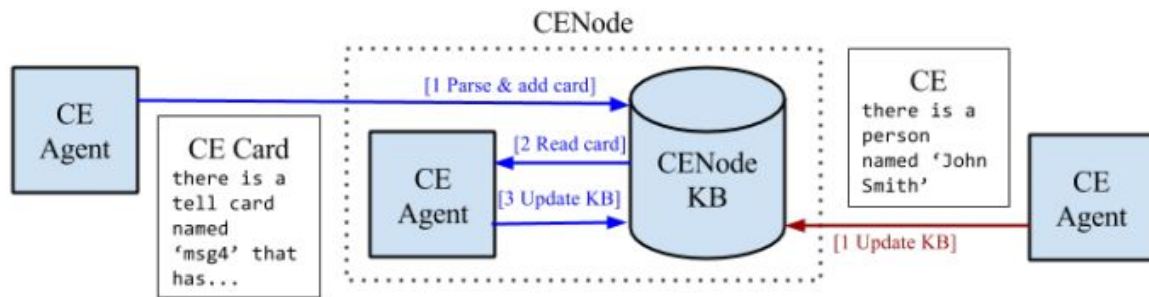 CENode
CE
Agent
CE Card
there is a
tell card
named
‘msg4’ that
has...
[1 Parse & add card]
[2 Read card]
[3 Update KB]
CE
Agent
CENode
KB
CE
there is a
person
named ‘John
Smith’
[1 Update KB]
CE
Agent